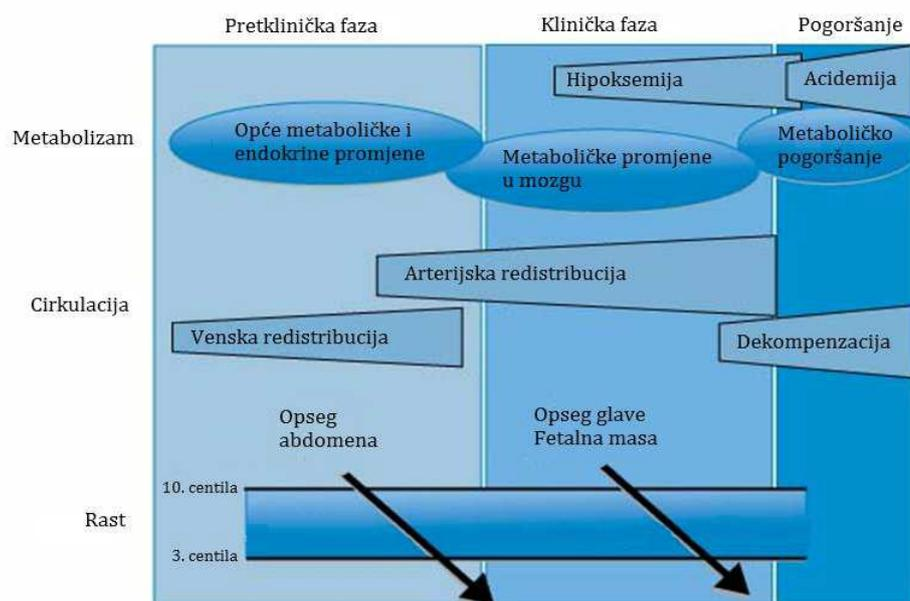 Pretklinička faza
Klinička faza
Pogoršanje
Hipoksemija
Acidemija
Metabolizam
Opće metaboličke i
endokrine promjene
Metaboličke promjene
u mozgu
Metaboličko
pogoršanje
Arterijska redistribucija
Cirkulacija
Venska redistribucija
Dekompenzacija
Opseg
abdomena
Opseg glave
Fetalna masa
10. centila
Rast
3. centila